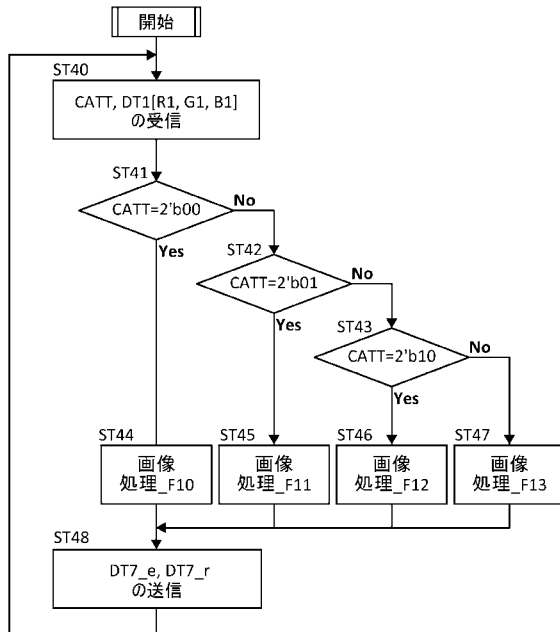 開始
ST40
CATT, DT1[R1, G1, B1]
の受信
ST41
CATT=2'b00
No
Yes
ST42
CATT=2'b01
No
Yes
ST43
CATT=2'b10
No
Yes
ST44
画像
処理_F10
ST45
画像
処理_F11
ST46
画像
処理_F12
ST47
画像
処理_F13
ST48
DT7_e, DT7_r
の送信